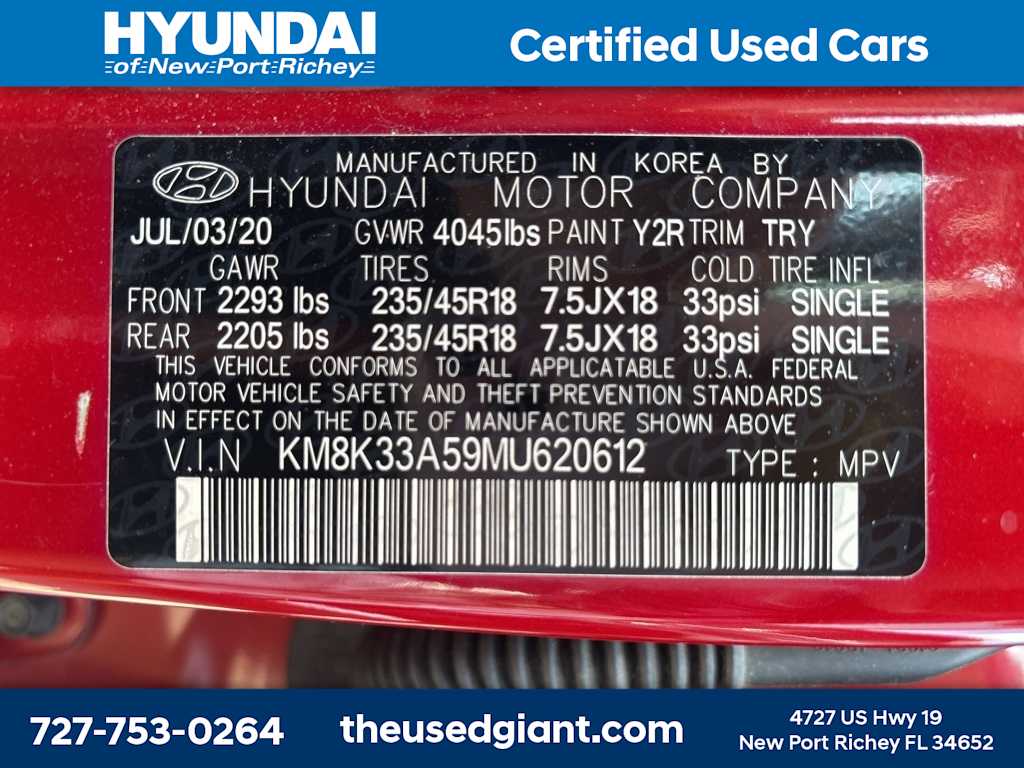 HYUNDAI
of New Port Richey
Certified Used Cars
MANUFACTURED IN KOREA BY
HYUNDAI MOTOR COMPANY
JUL/03/20 GVWR 4045lbs PAINT Y2R TRIM TRY
GAWR TIRES RIMS COLD TIRE INFL
FRONT 2293 lbs 235/45R18 7.5JX18 33psi SINGLE
REAR 2205 lbs 235/45R18 7.5JX18 33psi SINGLE
THIS VEHICLE CONFORMS TO ALL APPLICATABLE U.S.A. FEDERAL
MOTOR VEHICLE SAFETY AND THEFT PREVENTION STANDARDS
IN EFFECT ON THE DATE OF MANUFACTURE SHOWN ABOVE
V.I.N KM8K33A59MU620612 TYPE : MPV
727-753-0264
theusedgiant.com
4727 US Hwy 19
New Port Richey FL 34652